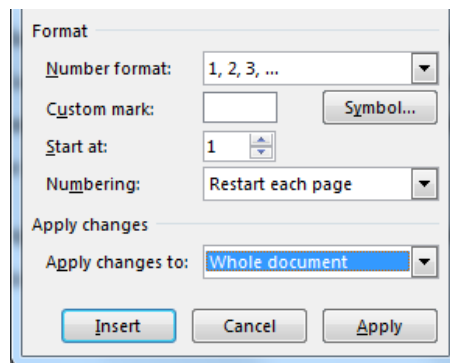 Format
Number format: 1, 2, 3, ...
Custom mark: Symbol...
Start at: 1
Numbering: Restart each page
Apply changes
Apply changes to: Whole document
Insert Cancel Apply